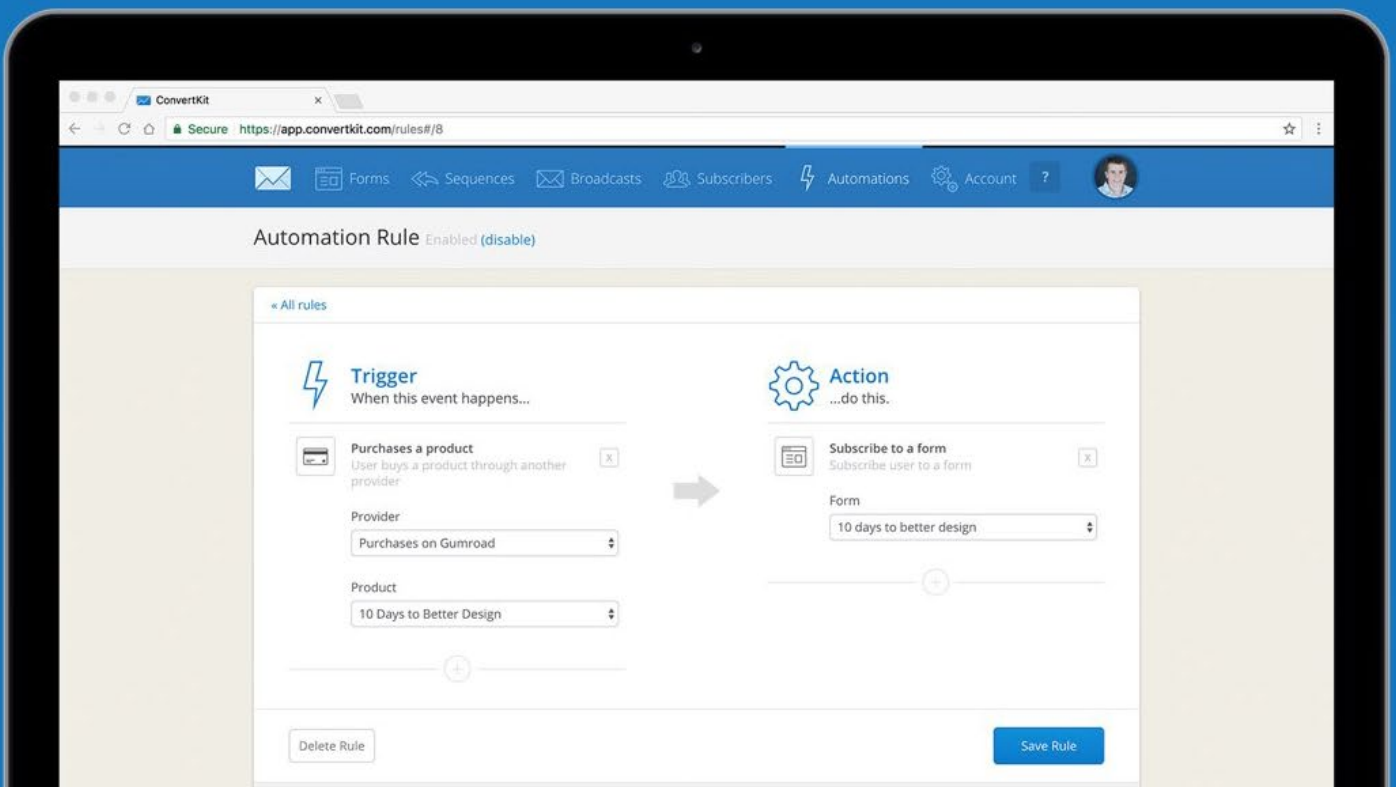 ConvertKit ×
Secure https://app.convertkit.com/rules#/8
Forms Sequences Broadcasts Subscribers Automations Account ?
Automation Rule Enabled (disable)
« All rules
Trigger
When this event happens...
Purchases a product X
User buys a product through another
provider
Provider
Purchases on Gumroad
Product
10 Days to Better Design
Action
...do this.
Subscribe to a form X
Subscribe user to a form
Form
10 days to better design
Delete Rule Save Rule